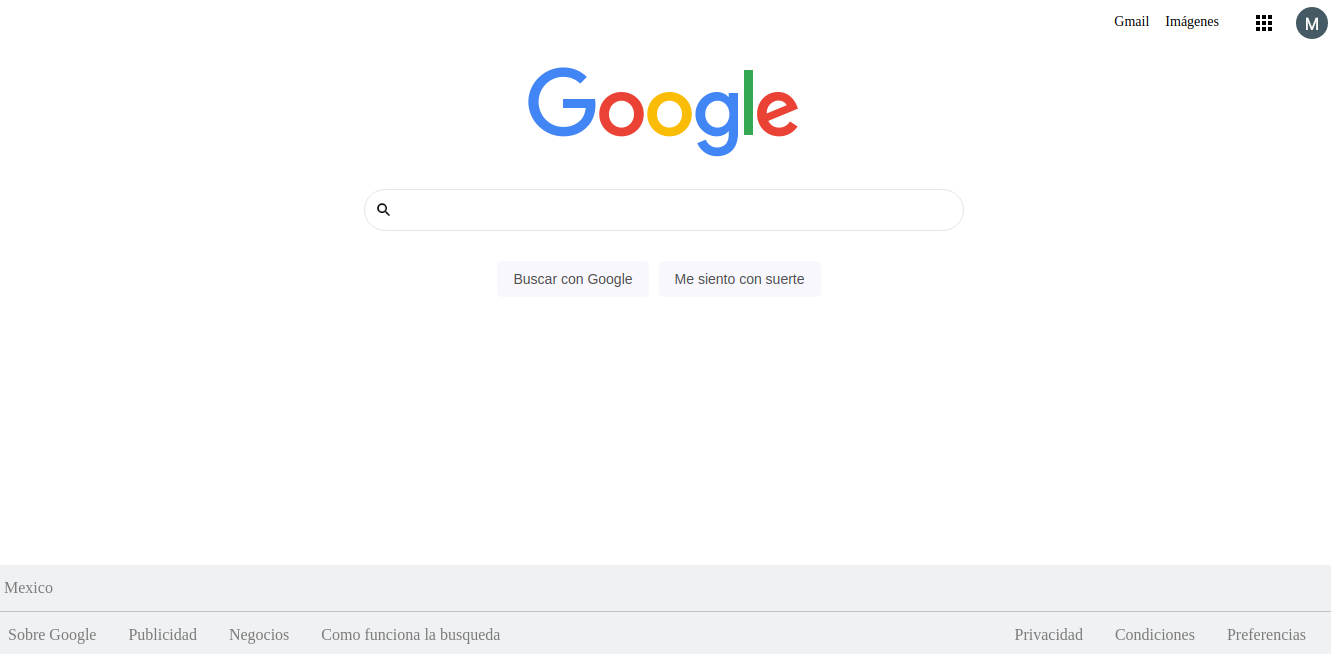 Gmail Imágenes M
Google
Buscar con Google Me siento con suerte
Mexico
Sobre Google Publicidad Negocios Como funciona la busqueda Privacidad Condiciones Preferencias